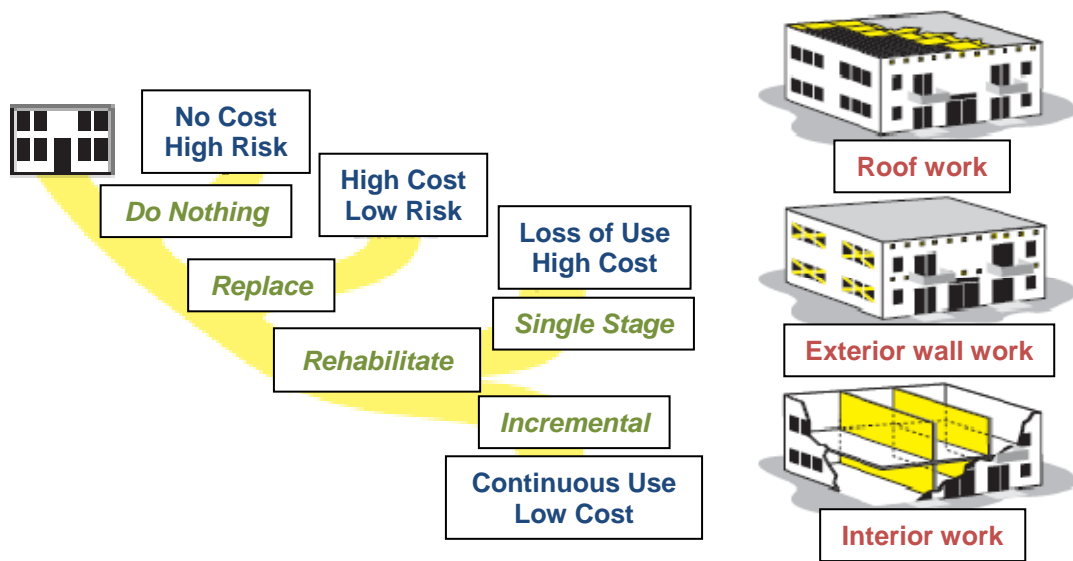 No Cost
High Risk
Do Nothing
High Cost
Low Risk
Replace
Loss of Use
High Cost
Single Stage
Rehabilitate
Incremental
Continuous Use
Low Cost
Roof work
Exterior wall work
Interior work